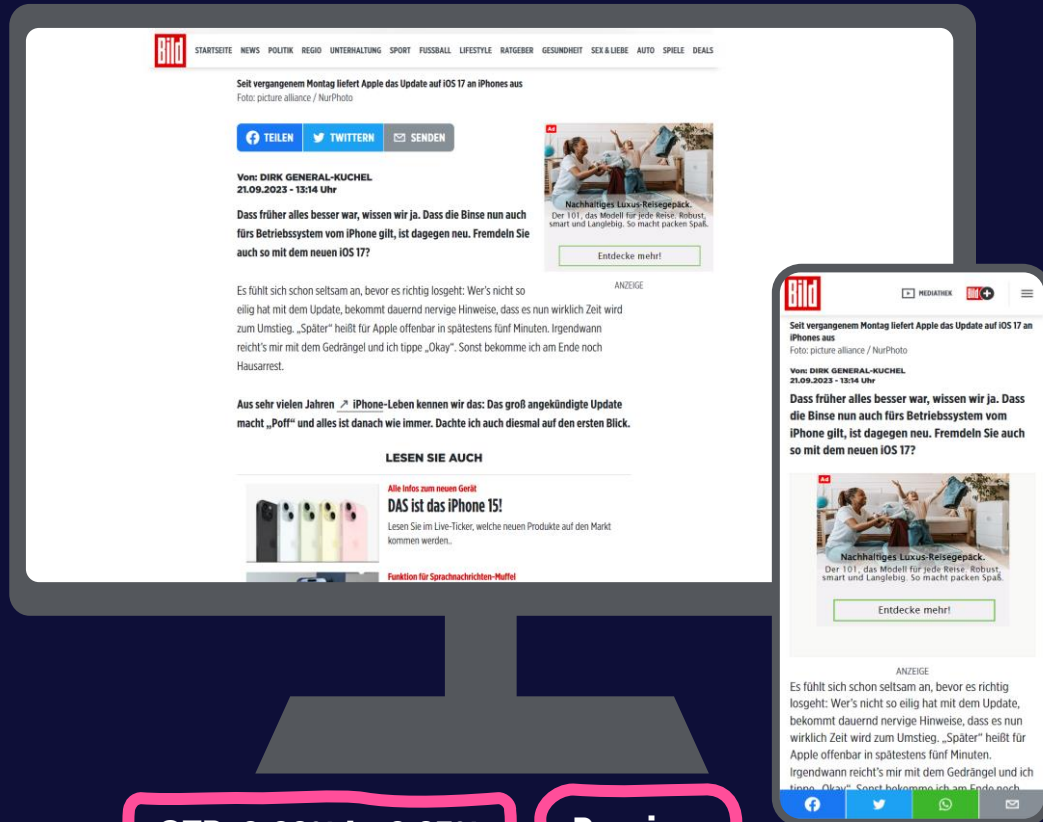 Bild
STARTSEITE NEWS POLITIK REGIO UNTERHALTUNG SPORT FUSSBALL LIFESTYLE RATGEBER GESUNDHEIT SEX & LIEBE AUTO SPIELE DEALS
Seit vergangenem Montag liefert Apple das Update auf iOS 17 an iPhones aus
Foto: picture alliance / NurPhoto
TEILEN TWITTERN SENDEN
Von: DIRK GENERAL-KUCHEL
21.09.2023 - 13:14 Uhr
Dass früher alles besser war, wissen wir ja. Dass die Binse nun auch
fürs Betriebssystem vom iPhone gilt, ist dagegen neu. Fremdeln Sie
auch so mit dem neuen iOS 17?
Ad
Nachhaltiges Luxus-Reisegepäck.
Der 101, das Modell für jede Reise. Robust,
smart und Langlebig. So macht packen Spaß.
Entdecke mehr!
ANZEIGE
Es fühlt sich schon seltsam an, bevor es richtig losgeht: Wer's nicht so
eilig hat mit dem Update, bekommt dauernd nervige Hinweise, dass es nun wirklich Zeit wird
zum Umstieg. „Später“ heißt für Apple offenbar in spätestens fünf Minuten. Irgendwann
reicht's mir mit dem Gedrängel und ich tippe „Okay“. Sonst bekomme ich am Ende noch
Hausarrest.
Aus sehr vielen Jahren ↗ iPhone-Leben kennen wir das: Das groß angekündigte Update
macht „Poff“ und alles ist danach wie immer. Dachte ich auch diesmal auf den ersten Blick.
LESEN SIE AUCH
Alle Infos zum neuen Gerät
DAS ist das iPhone 15!
Lesen Sie im Live-Ticker, welche neuen Produkte auf den Markt
kommen werden..
Funktion für Sprachnachrichten-Muffel
Bild
MEDIATHEK Bild+
Seit vergangenem Montag liefert Apple das Update auf iOS 17 an
iPhones aus
Foto: picture alliance / NurPhoto
Von: DIRK GENERAL-KUCHEL
21.09.2023 - 13:14 Uhr
Dass früher alles besser war, wissen wir ja. Dass
die Binse nun auch fürs Betriebssystem vom
iPhone gilt, ist dagegen neu. Fremdeln Sie auch
so mit dem neuen iOS 17?
Ad
Nachhaltiges Luxus-Reisegepäck.
Der 101, das Modell für jede Reise. Robust,
smart und Langlebig. So macht packen Spaß.
Entdecke mehr!
ANZEIGE
Es fühlt sich schon seltsam an, bevor es richtig
losgeht: Wer's nicht so eilig hat mit dem Update,
bekommt dauernd nervige Hinweise, dass es nun
wirklich Zeit wird zum Umstieg. „Später“ heißt für
Apple offenbar in spätestens fünf Minuten.
Irgendwann reicht's mir mit dem Gedrängel und ich
tippe „Okay“. Sonst bekomme ich am Ende noch